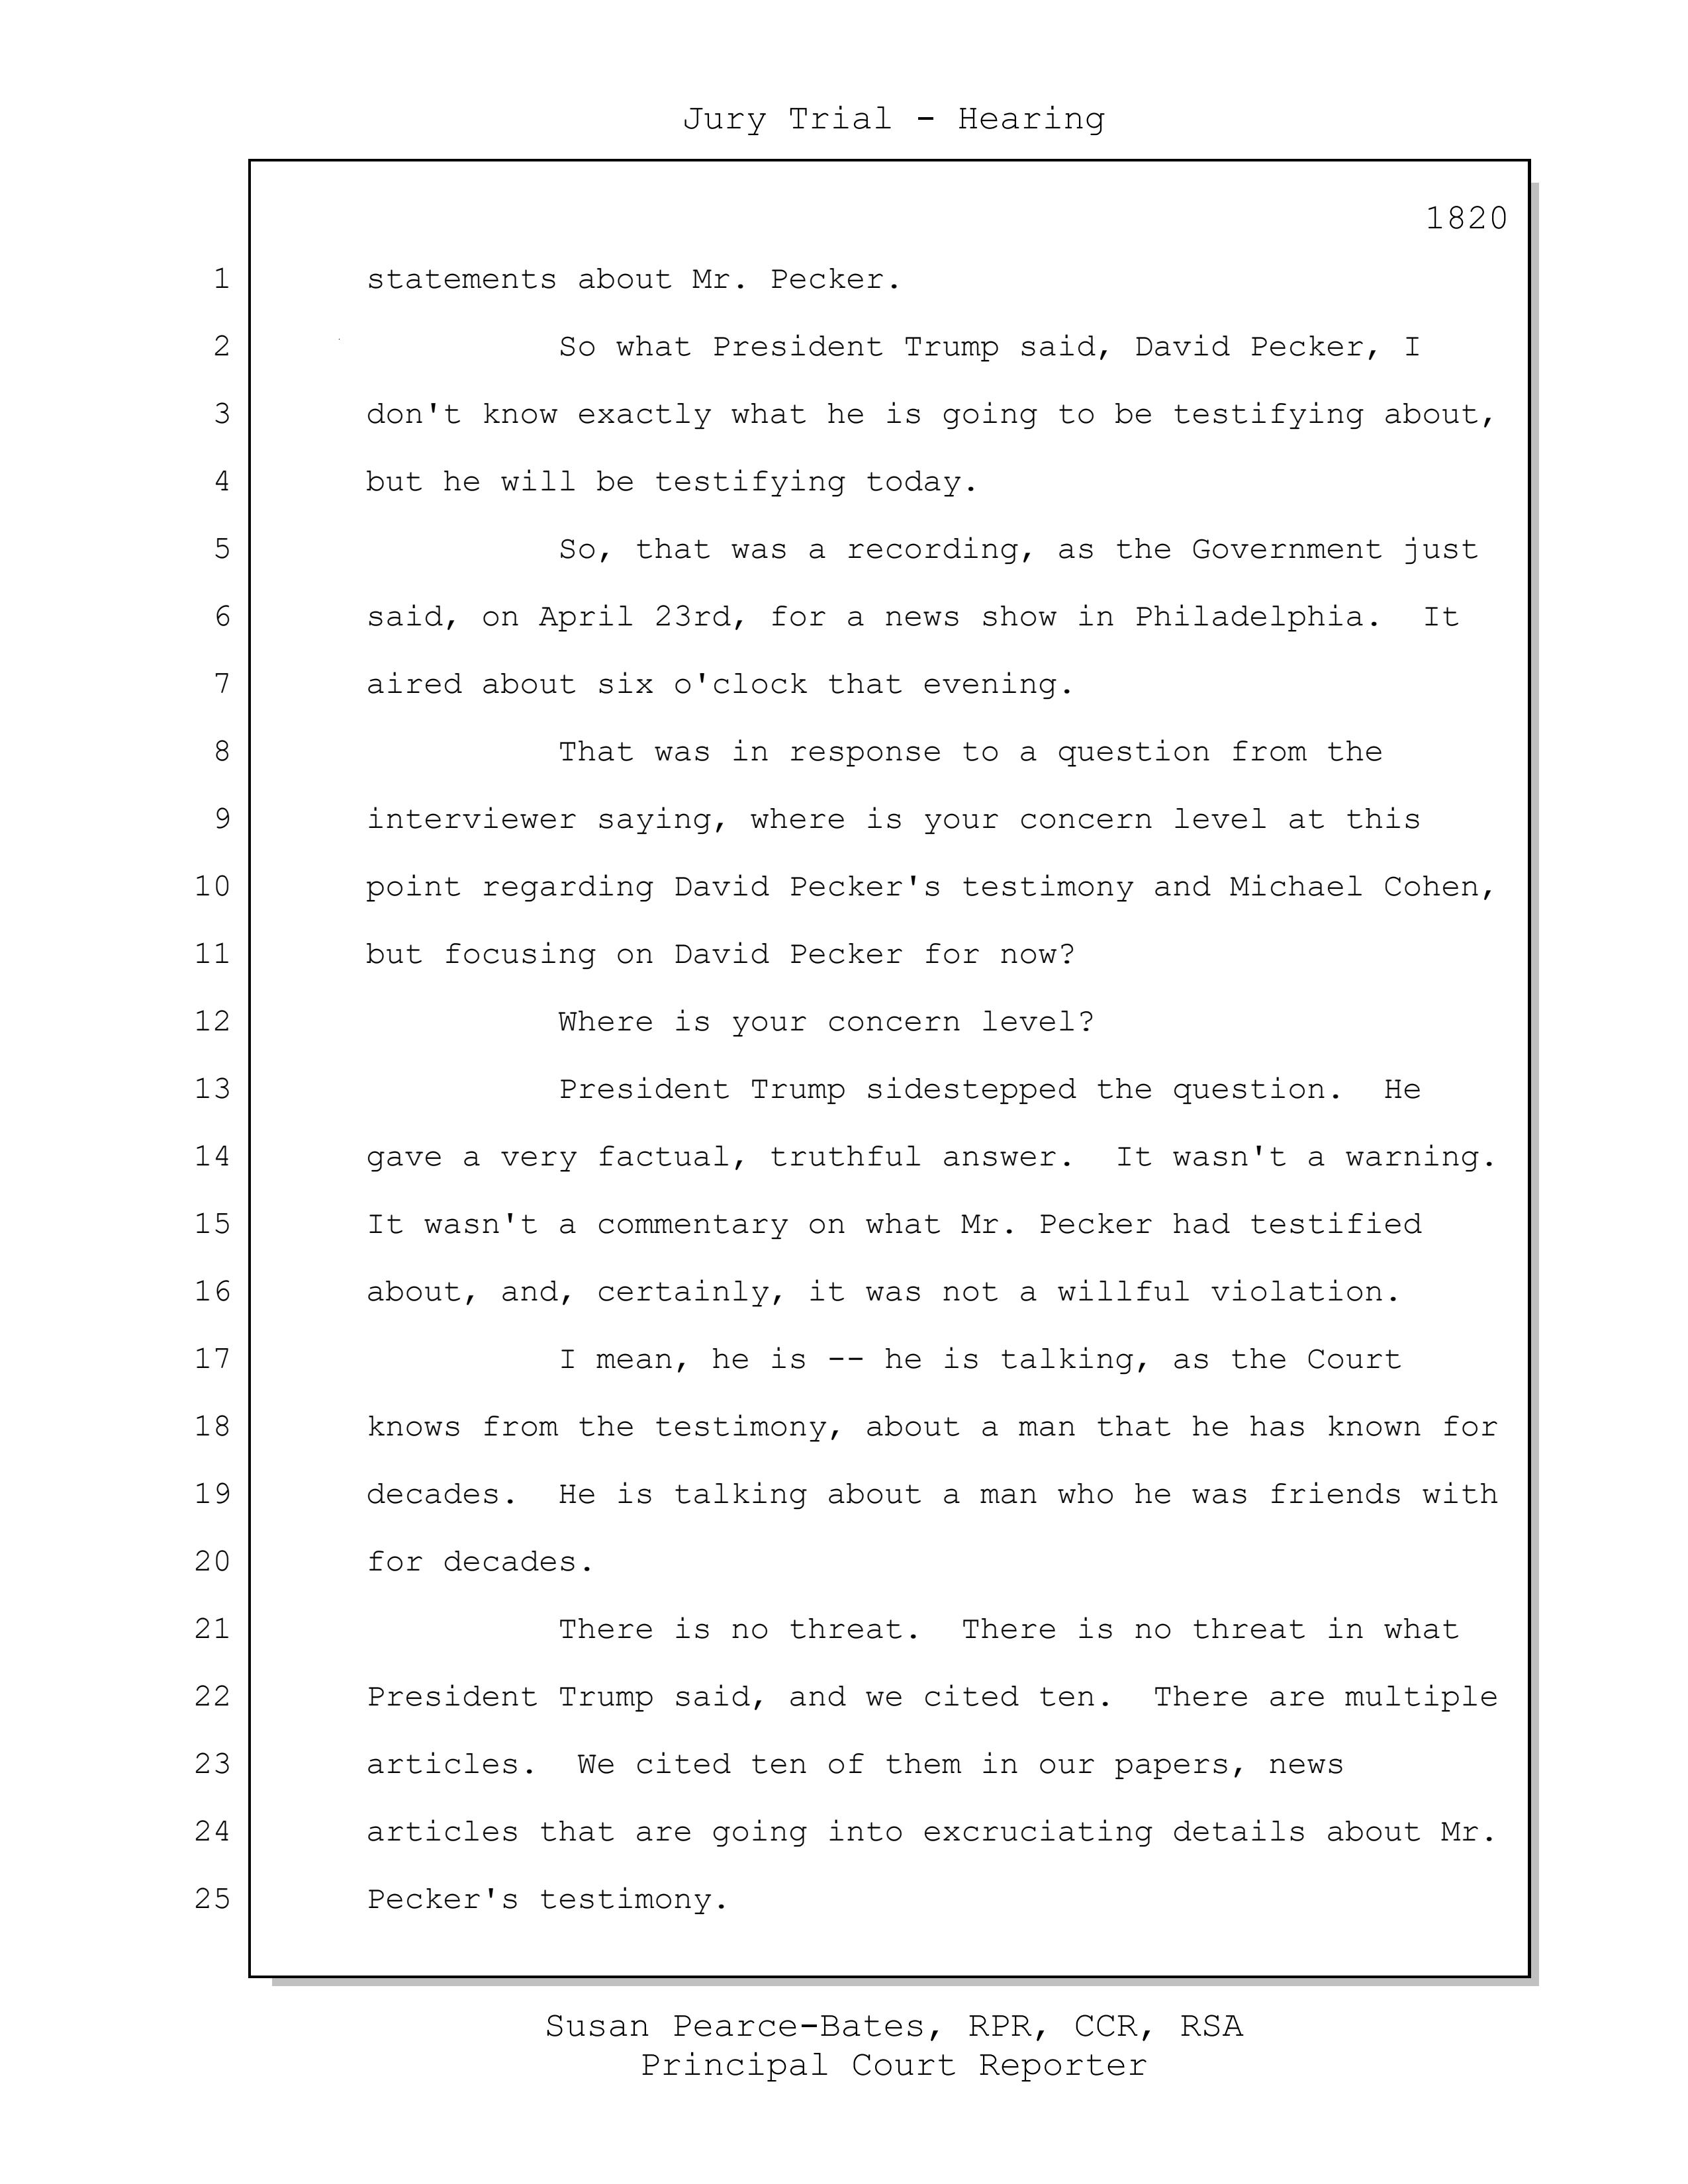 Jury Trial - Hearing
1820
1 statements about Mr. Pecker.
2 So what President Trump said, David Pecker, I
3 don't know exactly what he is going to be testifying about,
4 but he will be testifying today.
5 So, that was a recording, as the Government just
6 said, on April 23rd, for a news show in Philadelphia. It
7 aired about six o'clock that evening.
8 That was in response to a question from the
9 interviewer saying, where is your concern level at this
10 point regarding David Pecker's testimony and Michael Cohen,
11 but focusing on David Pecker for now?
12 Where is your concern level?
13 President Trump sidestepped the question. He
14 gave a very factual, truthful answer. It wasn't a warning.
15 It wasn't a commentary on what Mr. Pecker had testified
16 about, and, certainly, it was not a willful violation.
17 I mean, he is -- he is talking, as the Court
18 knows from the testimony, about a man that he has known for
19 decades. He is talking about a man who he was friends with
20 for decades.
21 There is no threat. There is no threat in what
22 President Trump said, and we cited ten. There are multiple
23 articles. We cited ten of them in our papers, news
24 articles that are going into excruciating details about Mr.
25 Pecker's testimony.
Susan Pearce-Bates, RPR, CCR, RSA
Principal Court Reporter